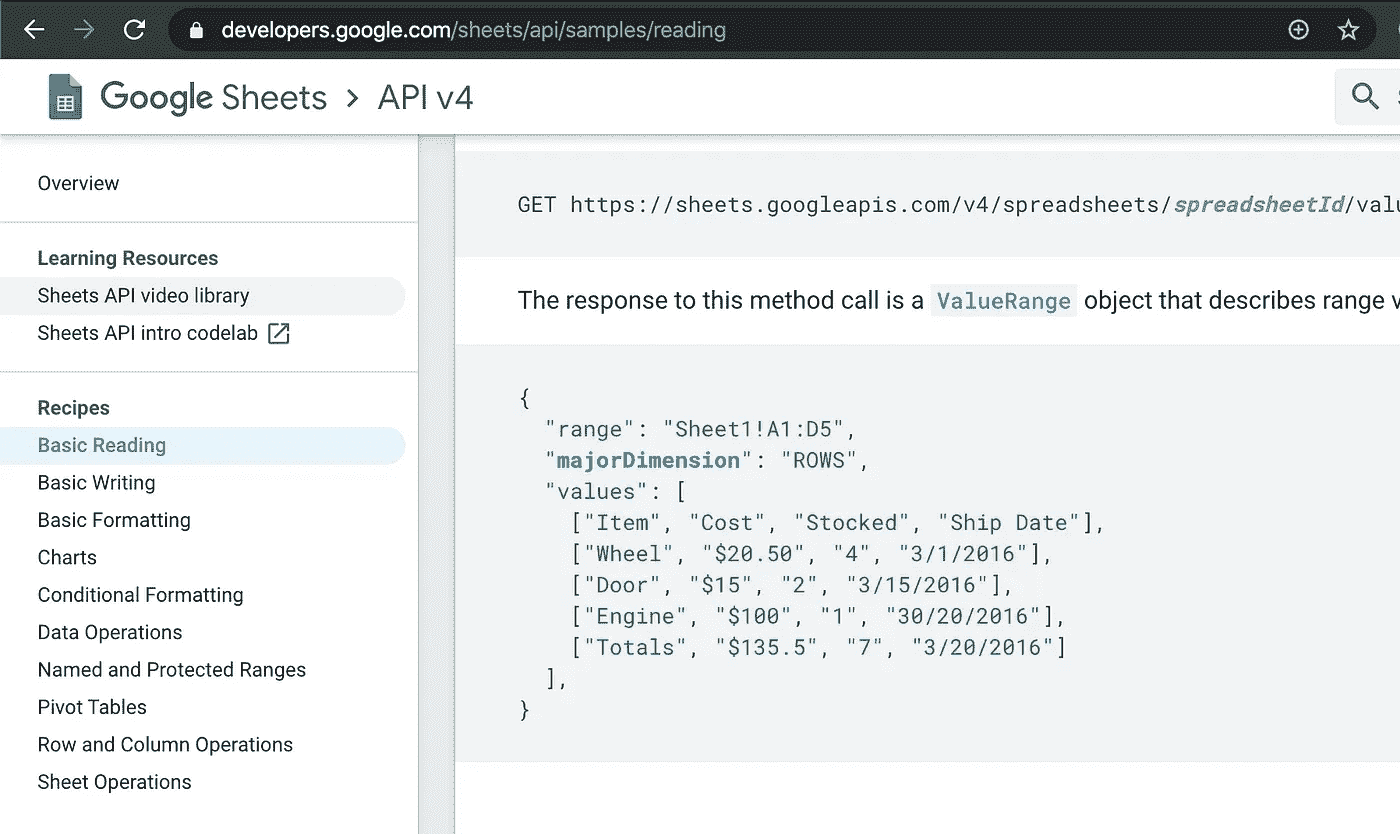 developers.google.com/sheets/api/samples/reading
Google Sheets > API v4
Overview
Learning Resources
Sheets API video library
Sheets API intro codelab
Recipes
Basic Reading
Basic Writing
Basic Formatting
Charts
Conditional Formatting
Data Operations
Named and Protected Ranges
Pivot Tables
Row and Column Operations
Sheet Operations
GET https://sheets.googleapis.com/v4/spreadsheets/spreadsheetId/valu
The response to this method call is a ValueRange object that describes range v
{
"range": "Sheet1!A1:D5",
"majorDimension": "ROWS",
"values": [
["Item", "Cost", "Stocked", "Ship Date"],
["Wheel", "$20.50", "4", "3/1/2016"],
["Door", "$15", "2", "3/15/2016"],
["Engine", "$100", "1", "30/20/2016"],
["Totals", "$135.5", "7", "3/20/2016"]
],
}